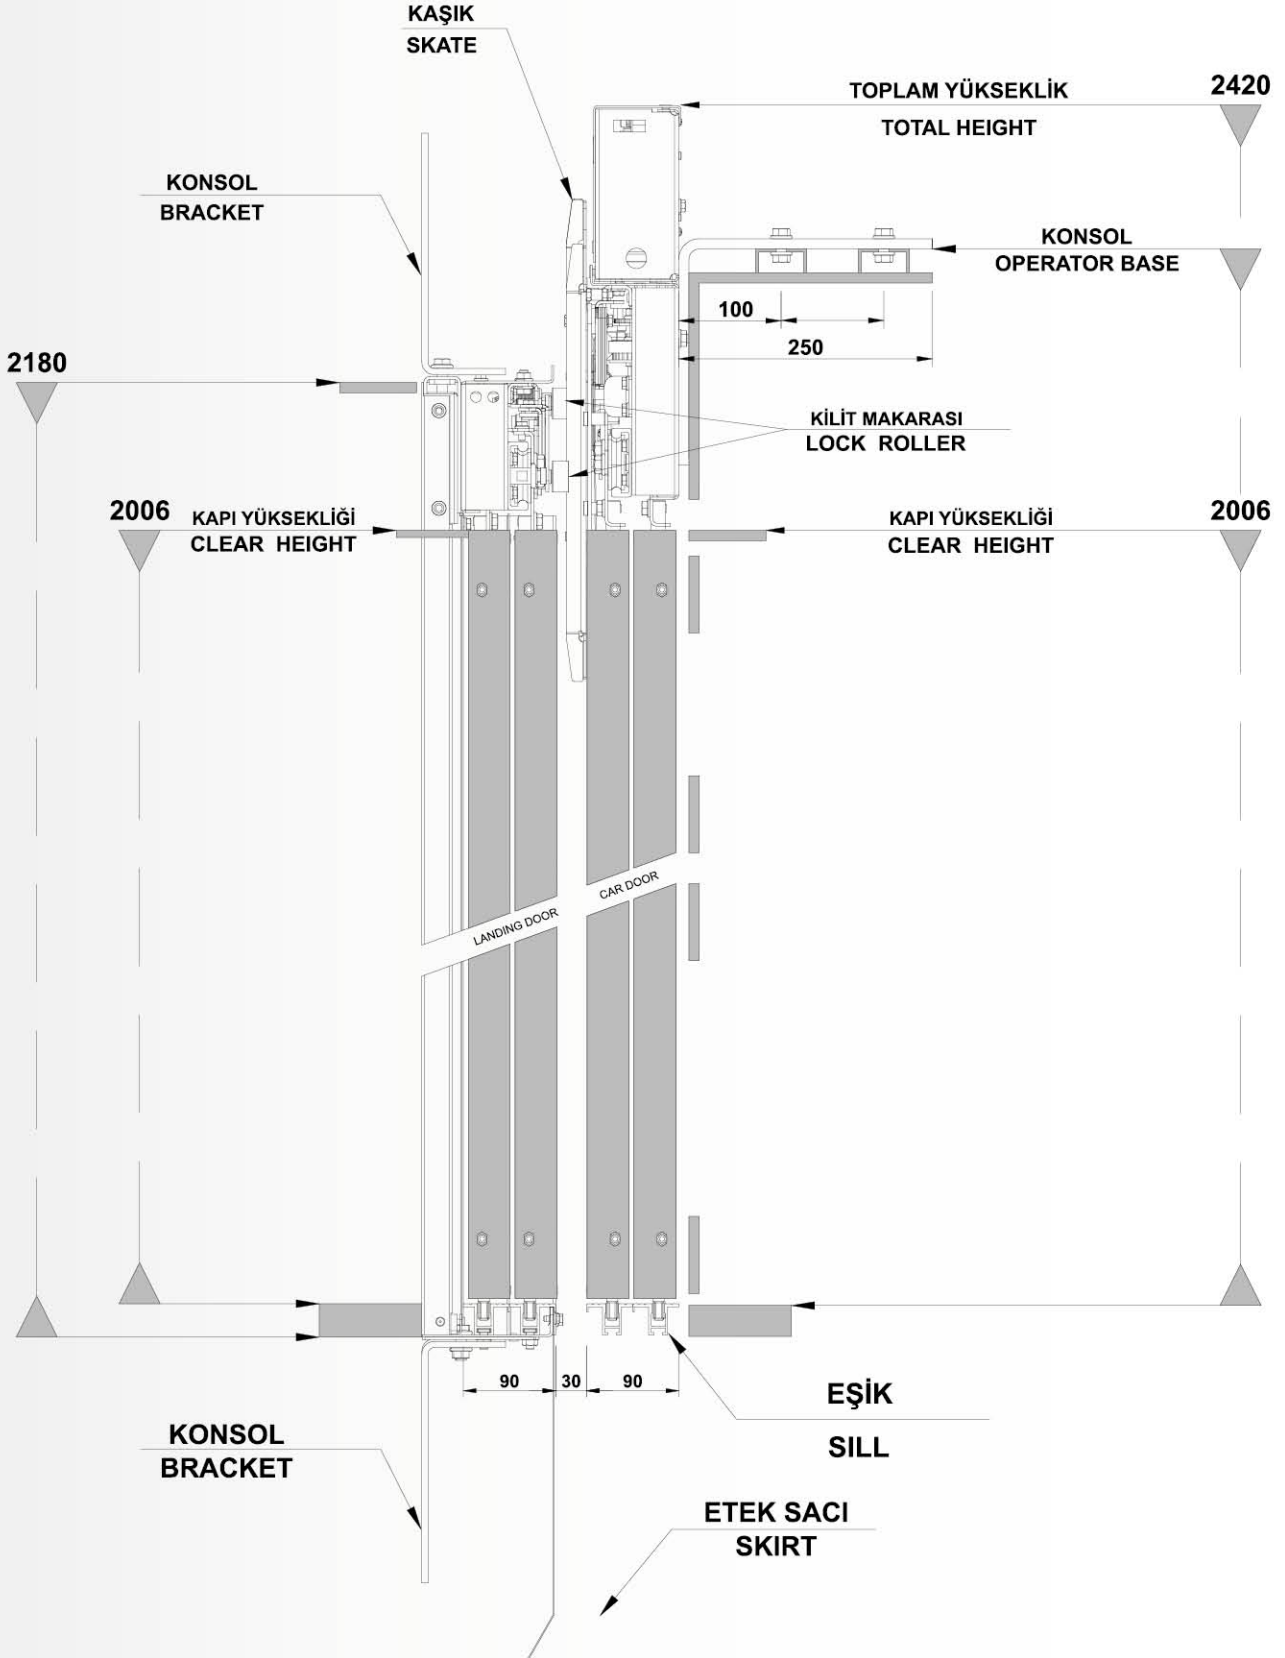 KAŞIK
SKATE
TOPLAM YÜKSEKLİK
2420
TOTAL HEIGHT
KONSOL
BRACKET
KONSOL
OPERATOR BASE
100
250
2180
KİLİT MAKARASI
LOCK ROLLER
2006
KAPI YÜKSEKLİĞİ
CLEAR HEIGHT
KAPI YÜKSEKLİĞİ
CLEAR HEIGHT
2006
CAR DOOR
LANDING DOOR
90
30
90
EŞİK
SILL
KONSOL
BRACKET
ETEK SACI
SKIRT